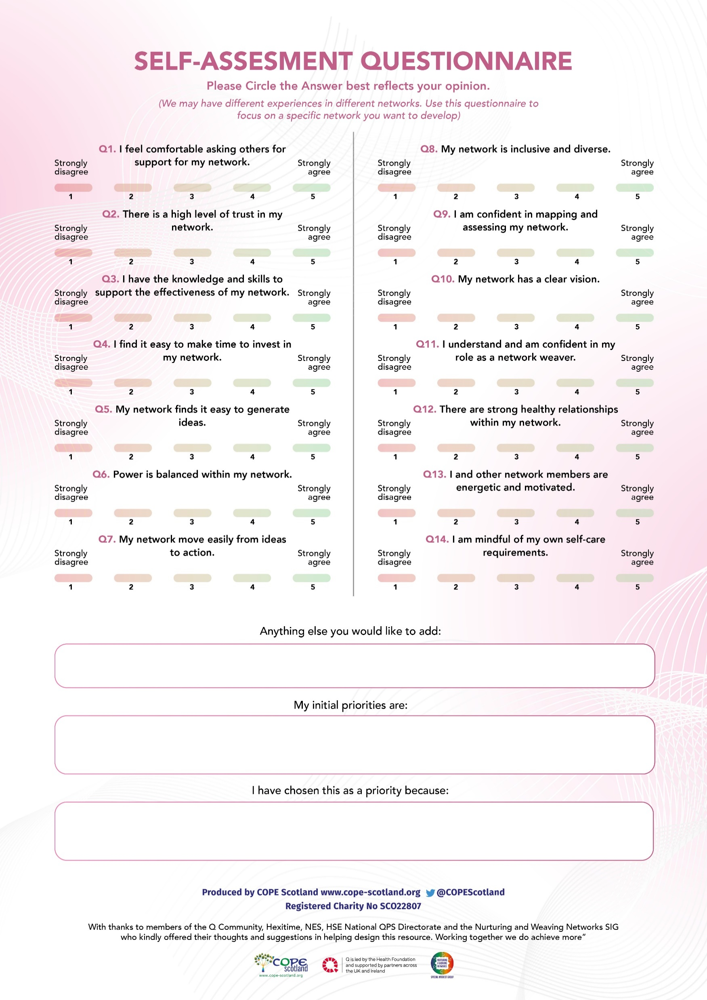 SELF-ASSESMENT QUESTIONNAIRE
Please Circle the Answer best reflects your opinion.
(We may have different experiences in different networks. Use this questionnaire to
focus on a specific network you want to develop)
Q1. I feel comfortable asking others for
support for my network.
Strongly
disagree
Strongly
agree
1 2 3 4 5
Q2. There is a high level of trust in my
network.
Strongly
disagree
Strongly
agree
1 2 3 4 5
Q3. I have the knowledge and skills to
support the effectiveness of my network.
Strongly
disagree
Strongly
agree
1 2 3 4 5
Q4. I find it easy to make time to invest in
my network.
Strongly
disagree
Strongly
agree
1 2 3 4 5
Q5. My network finds it easy to generate
ideas.
Strongly
disagree
Strongly
agree
1 2 3 4 5
Q6. Power is balanced within my network.
Strongly
disagree
Strongly
agree
1 2 3 4 5
Q7. My network move easily from ideas
to action.
Strongly
disagree
Strongly
agree
1 2 3 4 5
Q8. My network is inclusive and diverse.
Strongly
disagree
Strongly
agree
1 2 3 4 5
Q9. I am confident in mapping and
assessing my network.
Strongly
disagree
Strongly
agree
1 2 3 4 5
Q10. My network has a clear vision.
Strongly
disagree
Strongly
agree
1 2 3 4 5
Q11. I understand and am confident in my
role as a network weaver.
Strongly
disagree
Strongly
agree
1 2 3 4 5
Q12. There are strong healthy relationships
within my network.
Strongly
disagree
Strongly
agree
1 2 3 4 5
Q13. I and other network members are
energetic and motivated.
Strongly
disagree
Strongly
agree
1 2 3 4 5
Q14. I am mindful of my own self-care
requirements.
Strongly
disagree
Strongly
agree
1 2 3 4 5
Anything else you would like to add:
My initial priorities are:
I have chosen this as a priority because:
Produced by COPE Scotland www.cope-scotland.org @COPEScotland
Registered Charity No SCO22807
With thanks to members of the Q Community, Hexitime, NES, HSE National QPS Directorate and the Nurturing and Weaving Networks SIG
who kindly offered their thoughts and suggestions in helping design this resource. Working together we do achieve more”
COPE
scotland
www.cope-scotland.org
Q is led by the Health Foundation
and supported by partners across
the UK and Ireland
NURTURING
& WEAVING
NETWORKS
SPECIAL INTEREST GROUP